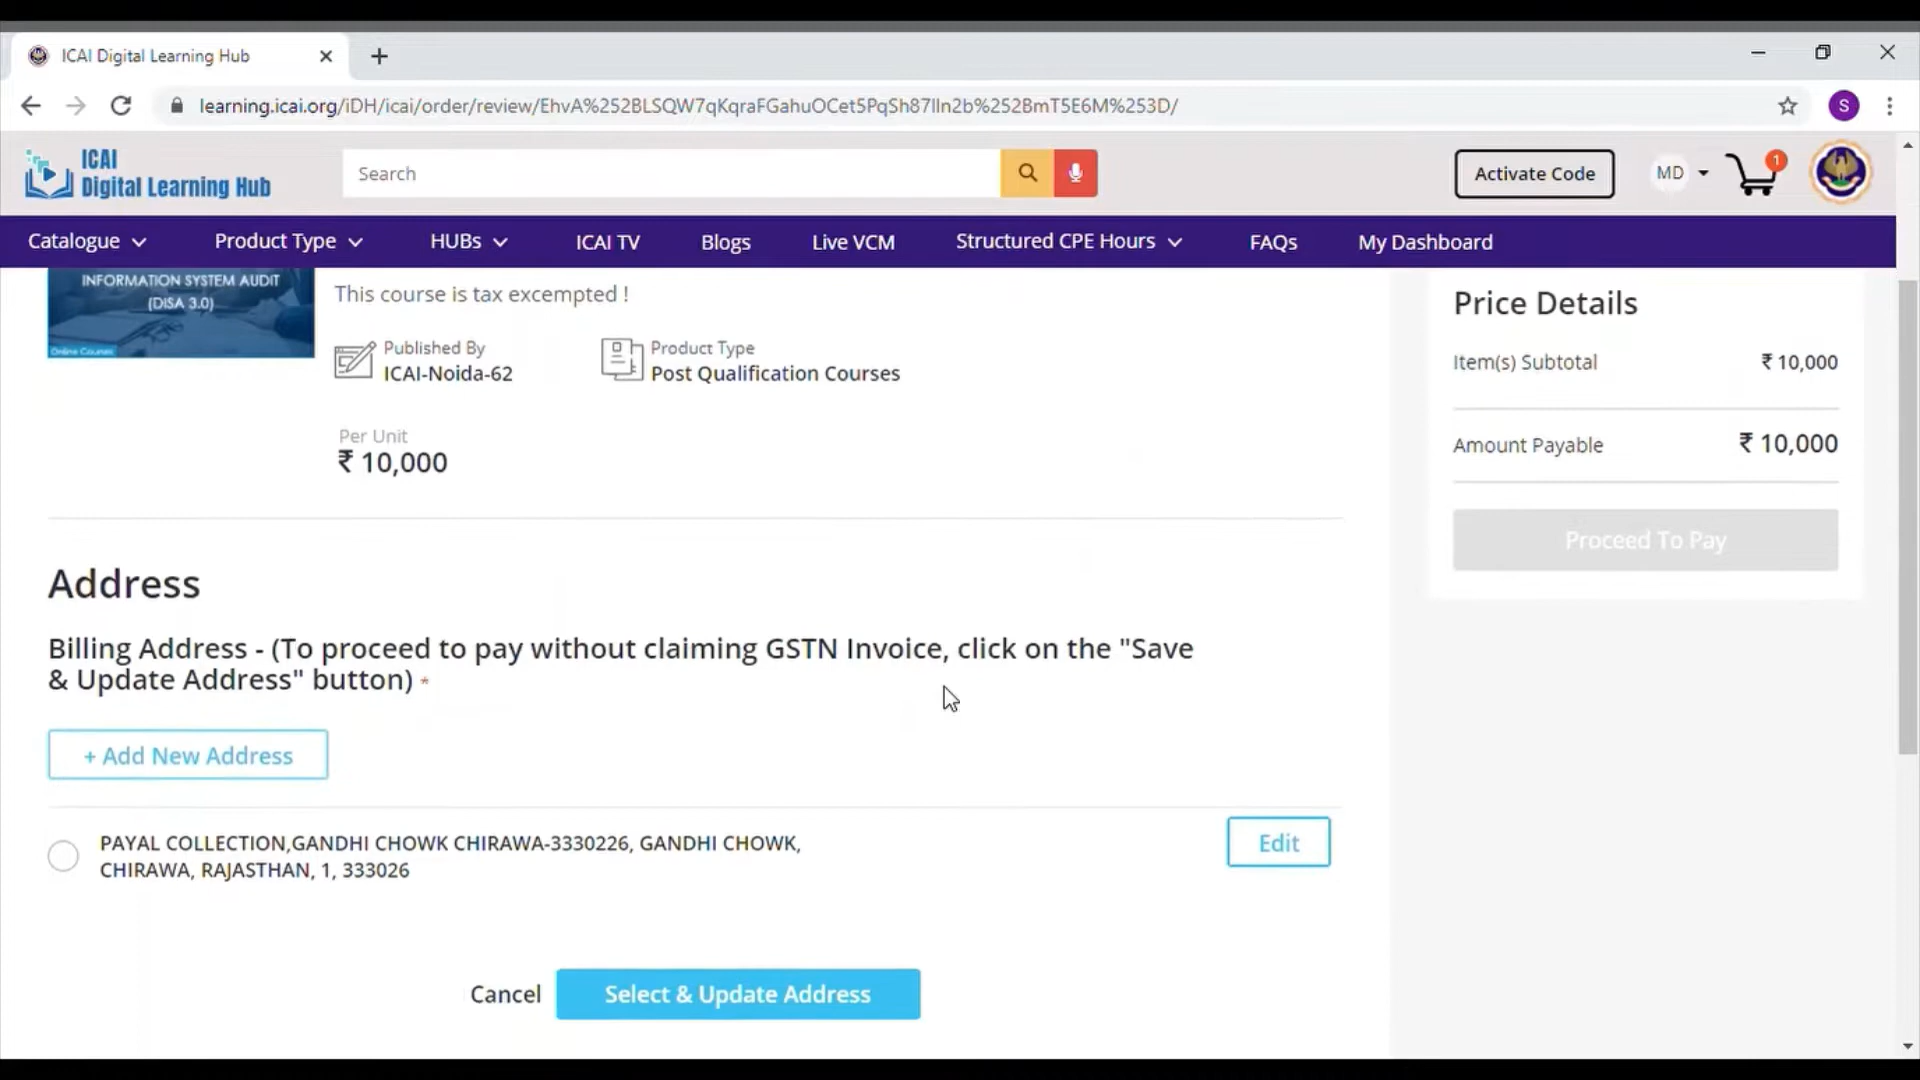 ICAI Digital Learning Hub
learning.icai.org/iDH/icai/order/review/EhvA%252BLSQW7qKqraFGahuOCet5PqSh87lIn2b%252BmT5E6M%253D/
S
ICAI
Digital Learning Hub
Search
Activate Code
MD
1
Catalogue
Product Type
HUBs
ICAI TV
Blogs
Live VCM
Structured CPE Hours
FAQs
My Dashboard
INFORMATION SYSTEM AUDIT
(DISA 3.0)
Online Courses
This course is tax excempted !
Published By
ICAI-Noida-62
Product Type
Post Qualification Courses
Per Unit
₹ 10,000
Price Details
Item(s) Subtotal ₹ 10,000
Amount Payable ₹ 10,000
Proceed To Pay
Address
Billing Address - (To proceed to pay without claiming GSTN Invoice, click on the "Save
& Update Address" button) *
+ Add New Address
PAYAL COLLECTION,GANDHI CHOWK CHIRAWA-3330226, GANDHI CHOWK,
CHIRAWA, RAJASTHAN, 1, 333026
Edit
Cancel
Select & Update Address